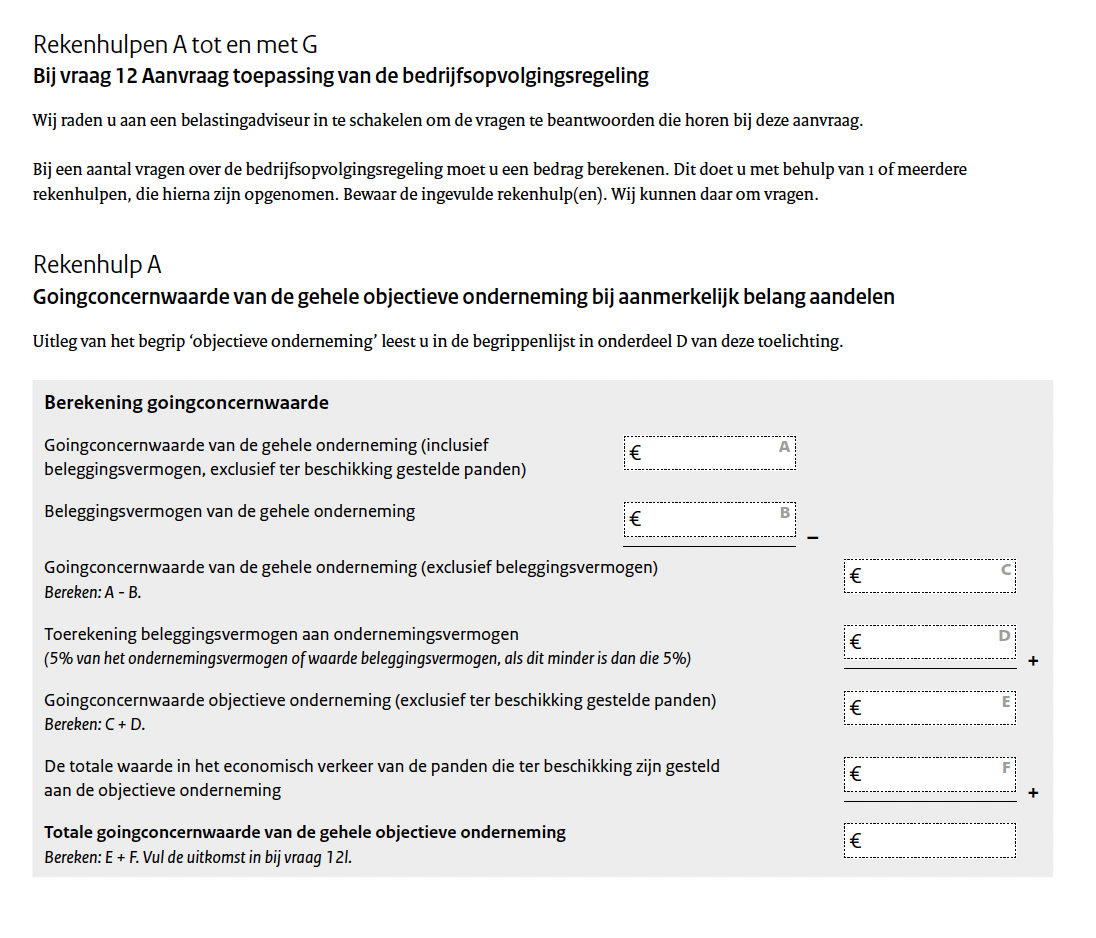 Rekenhulpen A tot en met G
Bij vraag 12 Aanvraag toepassing van de bedrijfsopvolgingsregeling
Wij raden u aan een belastingadviseur in te schakelen om de vragen te beantwoorden die horen bij deze aanvraag.
Bij een aantal vragen over de bedrijfsopvolgingsregeling moet u een bedrag berekenen. Dit doet u met behulp van 1 of meerdere
rekenhulpen, die hierna zijn opgenomen. Bewaar de ingevulde rekenhulp(en). Wij kunnen daar om vragen.
Rekenhulp A
Goingconcernwaarde van de gehele objectieve onderneming bij aanmerkelijk belang aandelen
Uitleg van het begrip ‘objectieve onderneming’ leest u in de begrippenlijst in onderdeel D van deze toelichting.
Berekening goingconcernwaarde
Goingconcernwaarde van de gehele onderneming (inclusief
beleggingsvermogen, exclusief ter beschikking gestelde panden)
€ A
Beleggingsvermogen van de gehele onderneming
€ B
–
Goingconcernwaarde van de gehele onderneming (exclusief beleggingsvermogen)
Bereken: A - B.
€ C
Toerekening beleggingsvermogen aan ondernemingsvermogen
(5% van het ondernemingsvermogen of waarde beleggingsvermogen, als dit minder is dan die 5%)
€ D
+
Goingconcernwaarde objectieve onderneming (exclusief ter beschikking gestelde panden)
Bereken: C + D.
€ E
De totale waarde in het economisch verkeer van de panden die ter beschikking zijn gesteld
aan de objectieve onderneming
€ F
+
Totale goingconcernwaarde van de gehele objectieve onderneming
Bereken: E + F. Vul de uitkomst in bij vraag 12l.
€